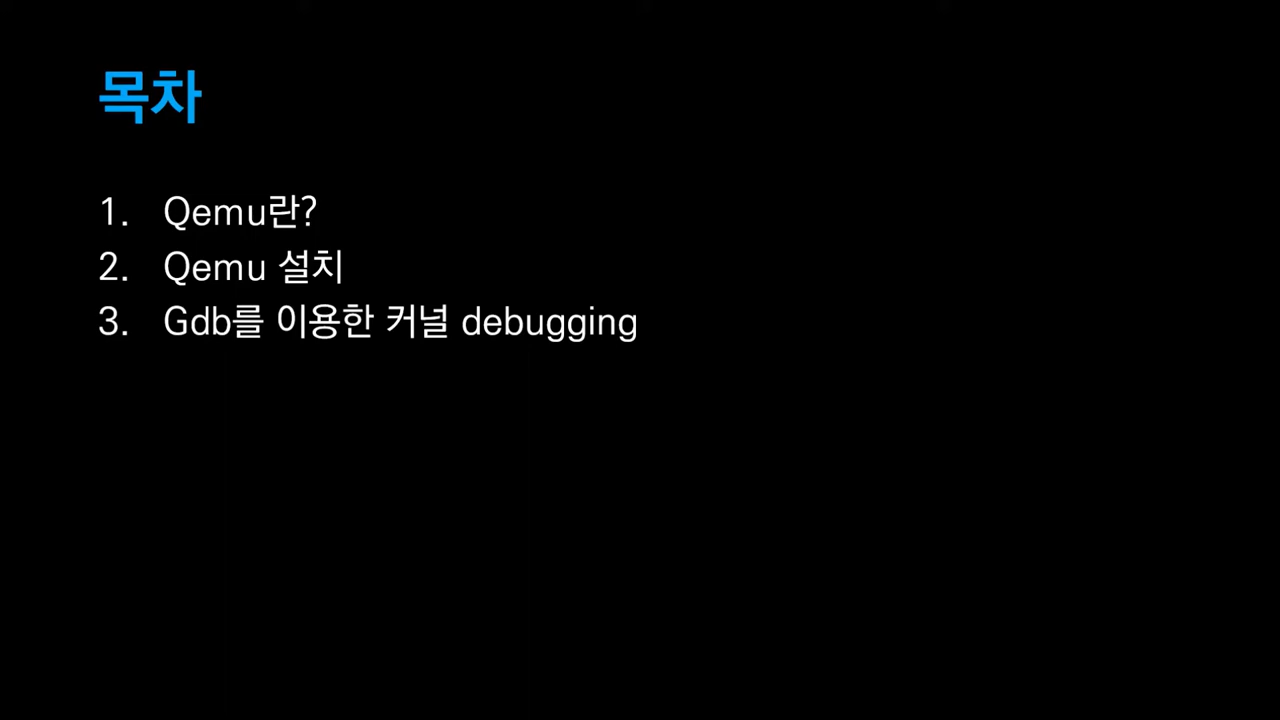 목차
1. Qemu란?
2. Qemu 설치
3. Gdb를 이용한 커널 debugging